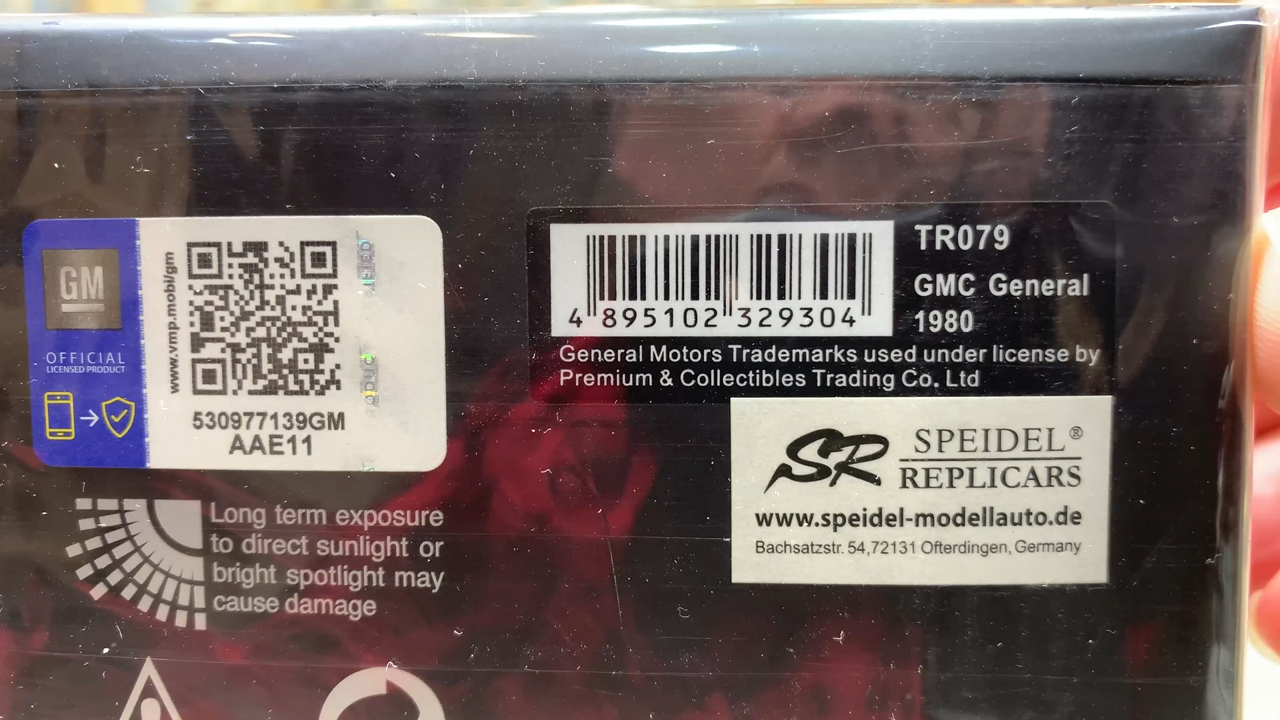 GM
OFFICIAL
LICENSED PRODUCT
www.vmp.mobi/gm
530977139GM
AAE11
4 895102 329304
TR079
GMC General
1980
General Motors Trademarks used under license by
Premium & Collectibles Trading Co. Ltd
SR SPEIDEL®
REPLICARS
www.speidel-modellauto.de
Bachsatzstr. 54,72131 Ofterdingen, Germany
Long term exposure
to direct sunlight or
bright spotlight may
cause damage